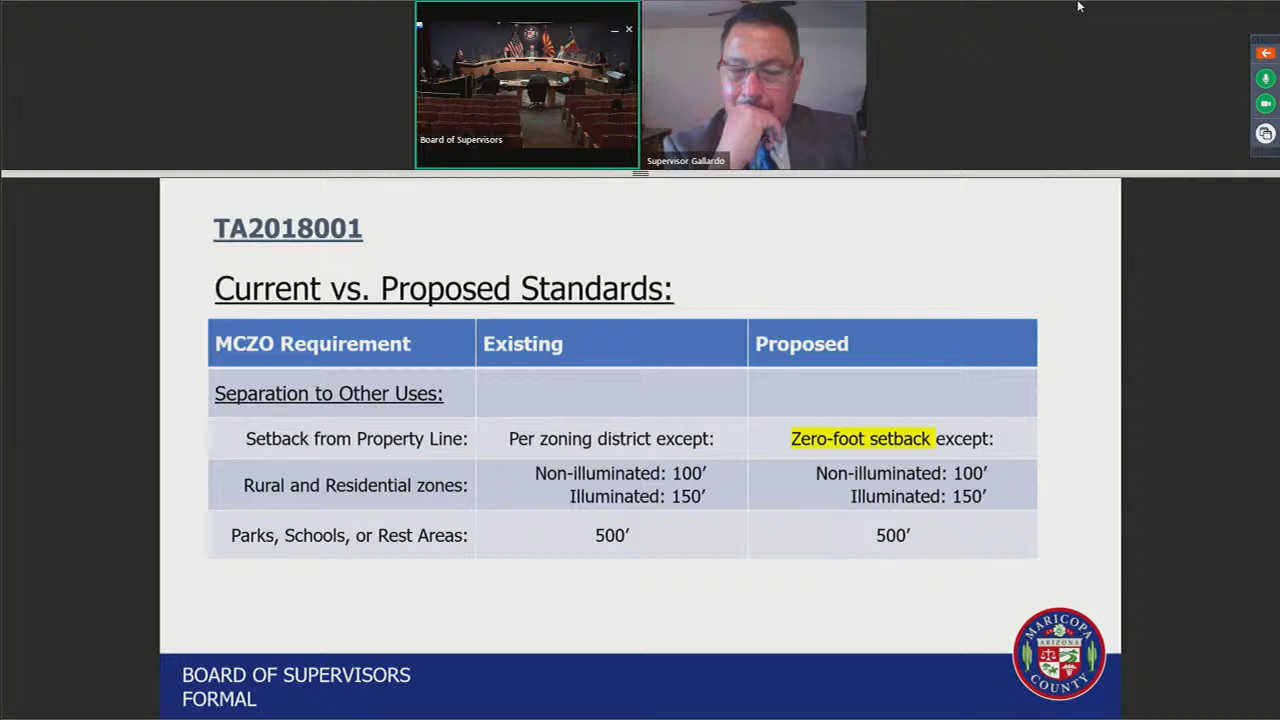 Board of Supervisors
Supervisor Gallardo
TA2018001
Current vs. Proposed Standards:
MCZO Requirement Existing Proposed
Separation to Other Uses:
Setback from Property Line: Per zoning district except: Zero-foot setback except:
Rural and Residential zones: Non-illuminated: 100’ Illuminated: 150’ Non-illuminated: 100’ Illuminated: 150’
Parks, Schools, or Rest Areas: 500’ 500’
BOARD OF SUPERVISORS
FORMAL
MARICOPA
ARIZONA
COUNTY